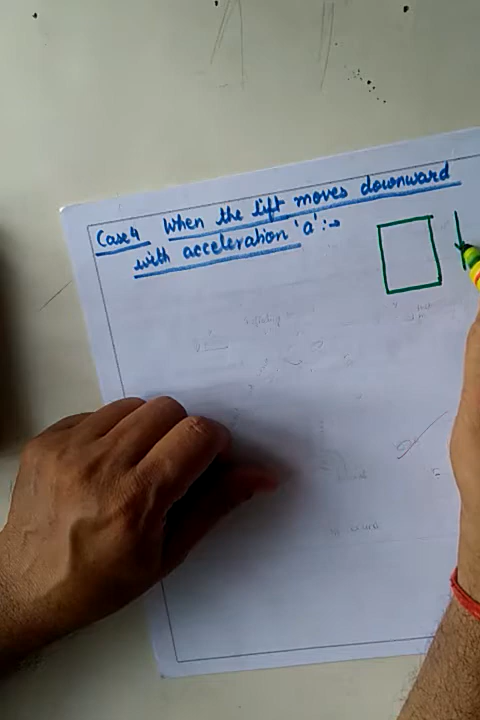 Case 4 When the lift moves downward
with acceleration 'a' :→